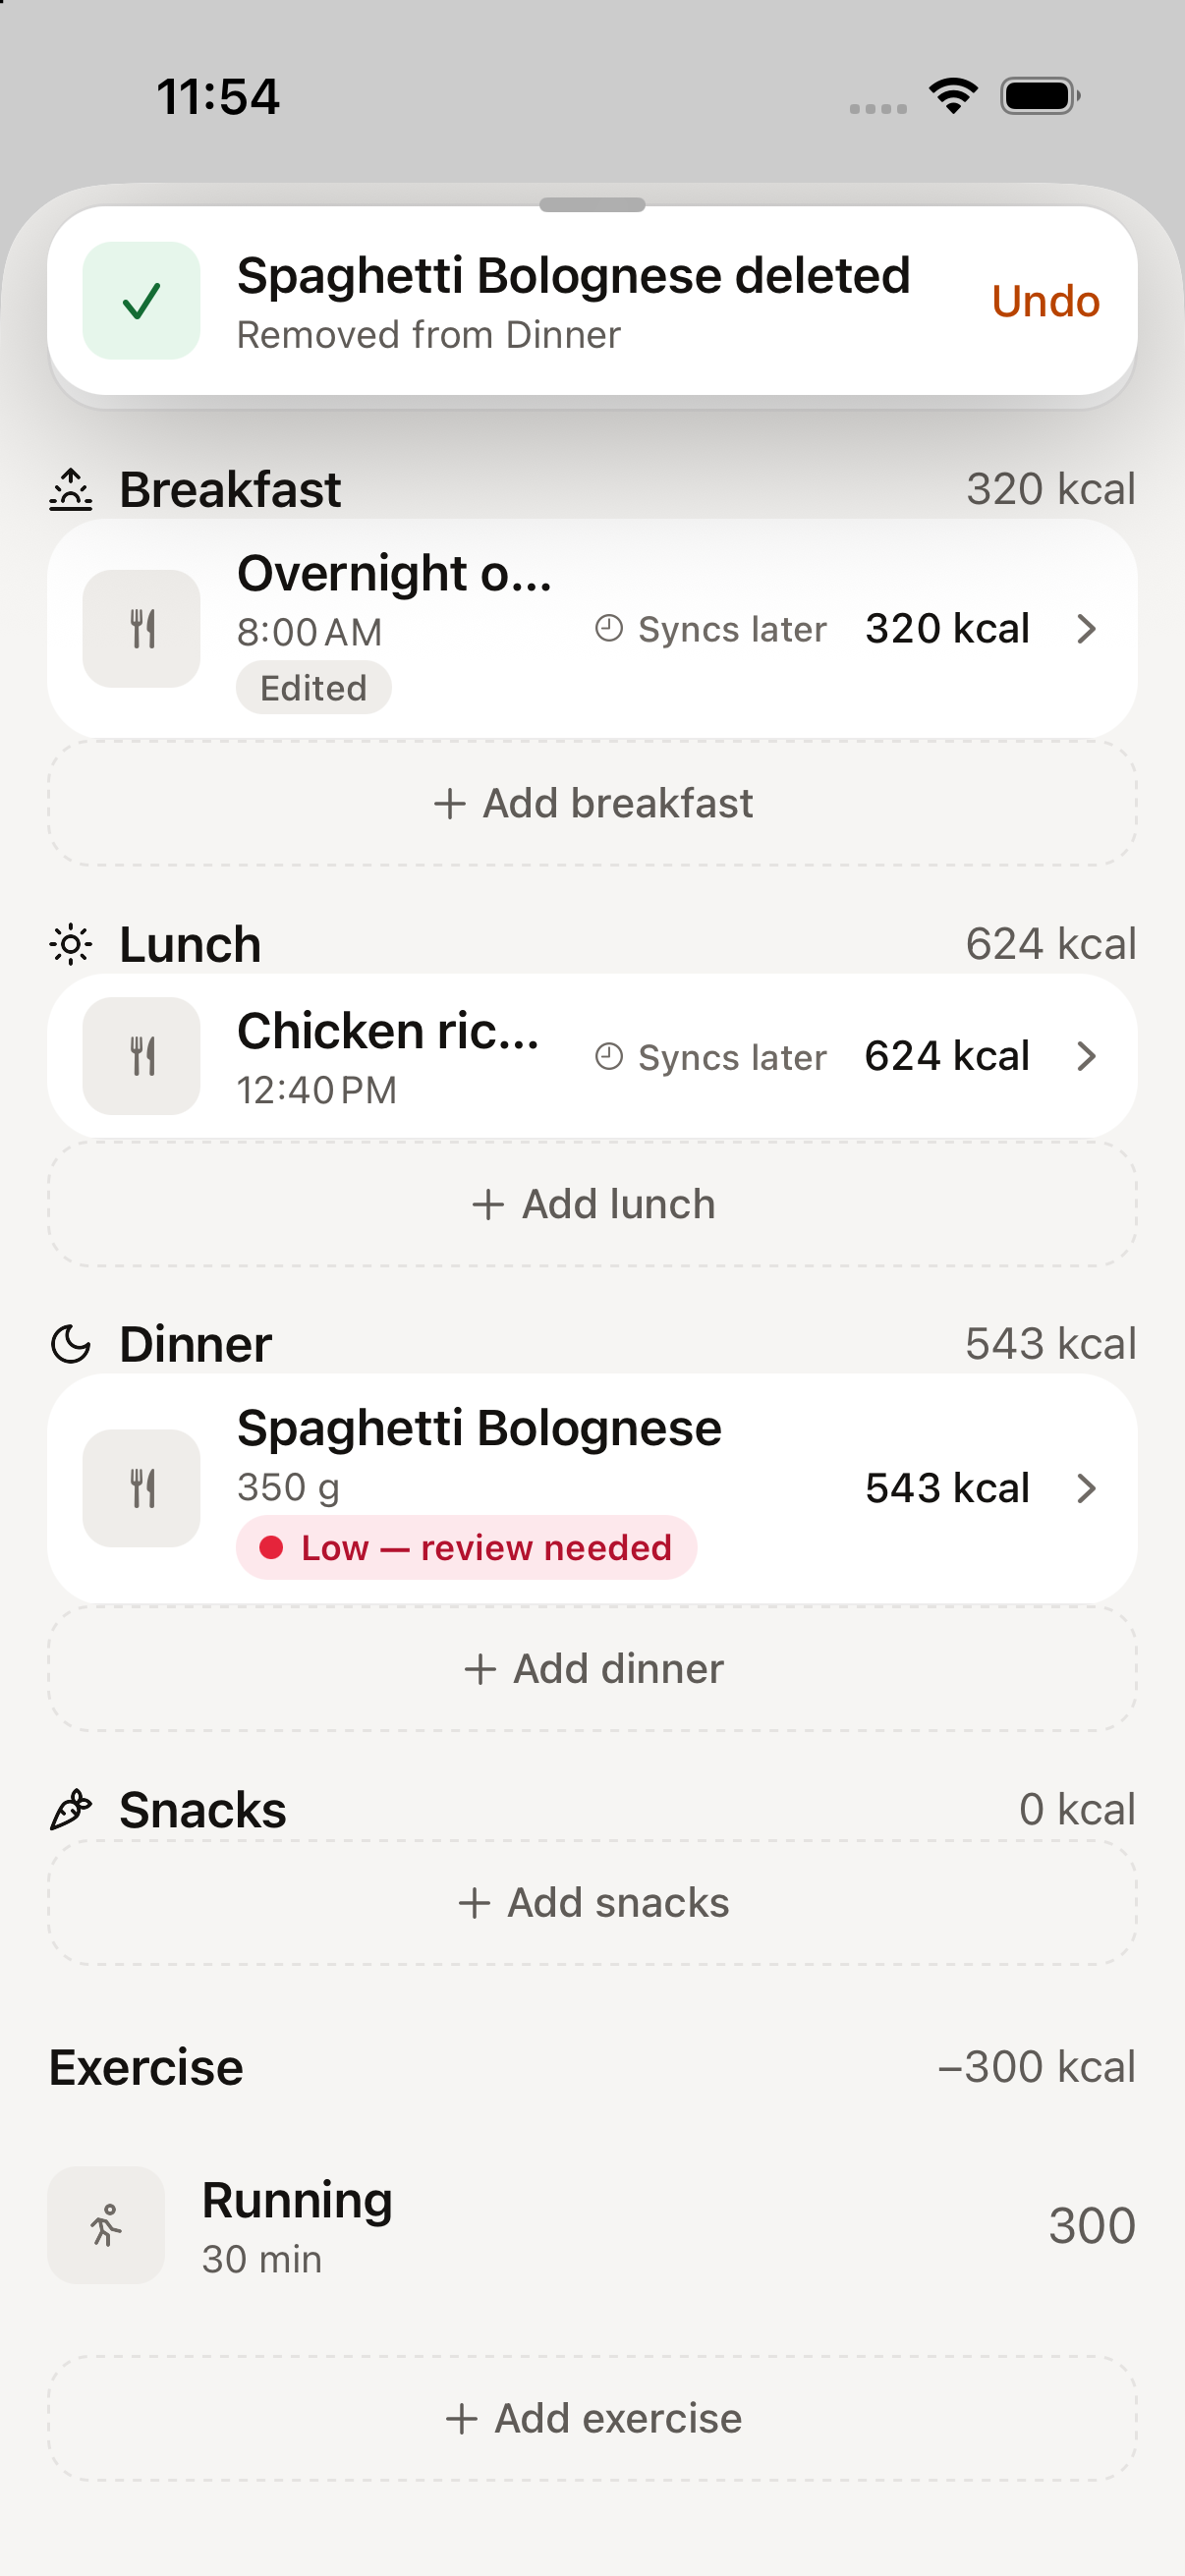 11:54
Spaghetti Bolognese deleted
Removed from Dinner
Undo
Breakfast
320 kcal
Overnight o...
8:00 AM
Edited
Syncs later
320 kcal
+ Add breakfast
Lunch
624 kcal
Chicken ric...
12:40 PM
Syncs later
624 kcal
+ Add lunch
Dinner
543 kcal
Spaghetti Bolognese
350 g
Low — review needed
543 kcal
+ Add dinner
Snacks
0 kcal
+ Add snacks
Exercise
–300 kcal
Running
30 min
300
+ Add exercise